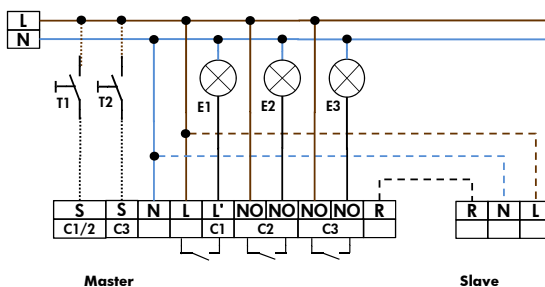 L
N
T1 T2 E1 E2 E3
S S N L L' NO NO NO NO R R N L
C1/2 C3 C1 C2 C3
Master Slave